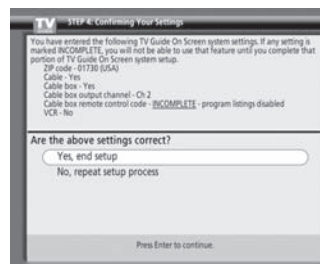 TV STEP 4: Confirming Your Settings
You have entered the following TV Guide On Screen system settings. If any setting is
marked INCOMPLETE, you will not be able to use that feature until you complete that
portion of TV Guide On Screen system setup.
ZIP code - 01730 (USA)
Cable - Yes
Cable box - Yes
Cable box output channel - Ch 2
Cable box remote control code - INCOMPLETE - program listings disabled
VCR - No
Are the above settings correct?
Yes, end setup
No, repeat setup process
Press Enter to continue.